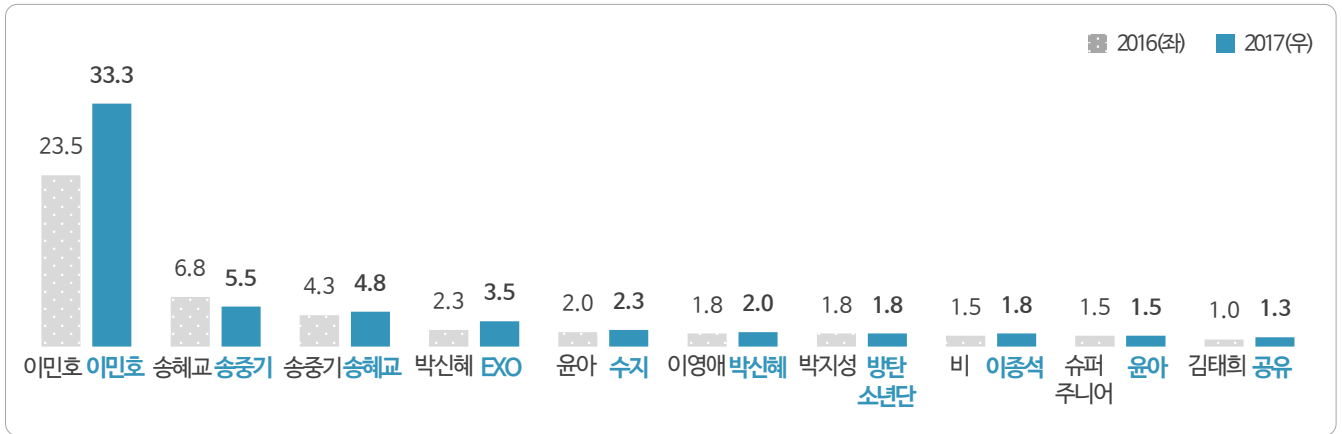 2016(좌) 2017(우)
33.3
23.5
6.8 5.5 4.3 4.8 2.3 3.5 2.0 2.3 1.8 2.0 1.8 1.8 1.5 1.8 1.5 1.5 1.0 1.3
이민호 이민호 송혜교 송중기 송중기 송혜교 박신혜 EXO 윤아 수지 이영애 박신혜 박지성 방탄 비 이종석 슈퍼 윤아 김태희 공유
소년단 주니어